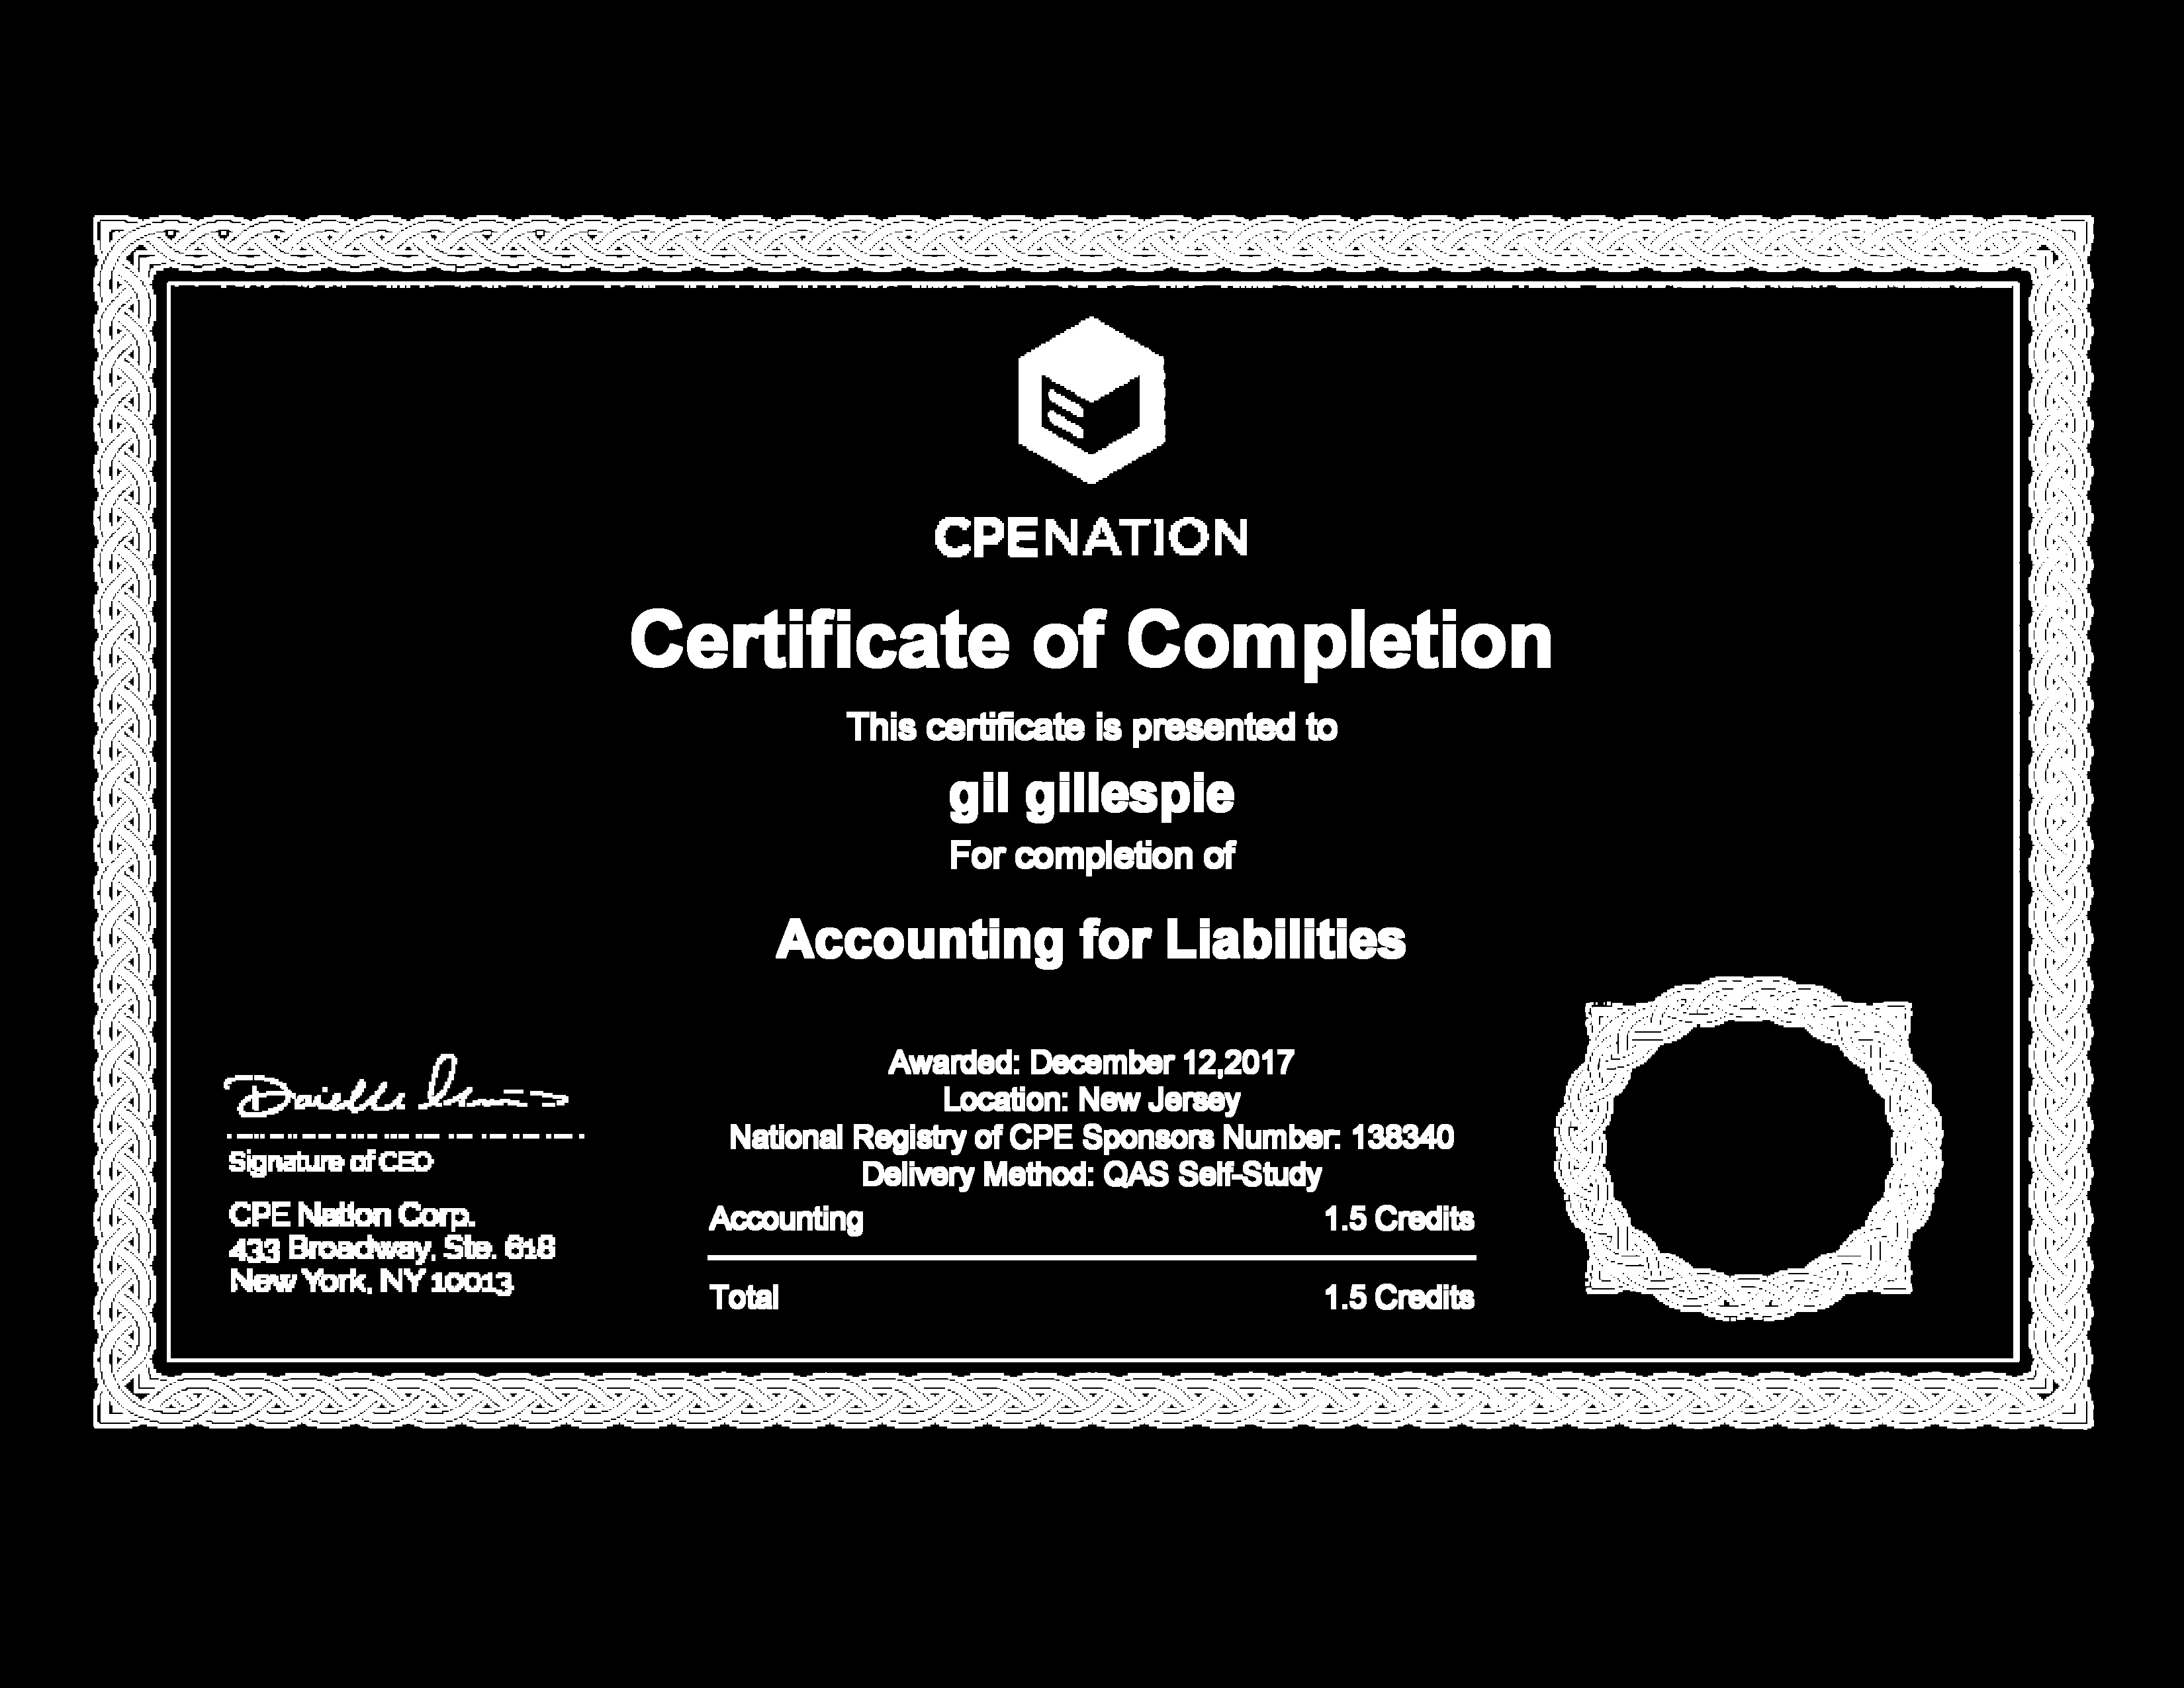 CPENATION
Certificate of Completion
This certificate is presented to
gil gillespie
For completion of
Accounting for Liabilities
Awarded: December 12,2017
Location: New Jersey
National Registry of CPE Sponsors Number: 138340
Delivery Method: QAS Self-Study
Accounting 1.5 Credits
Total 1.5 Credits
Signature of CEO
CPE Nation Corp.
433 Broadway, Ste. 618
New York, NY 10013